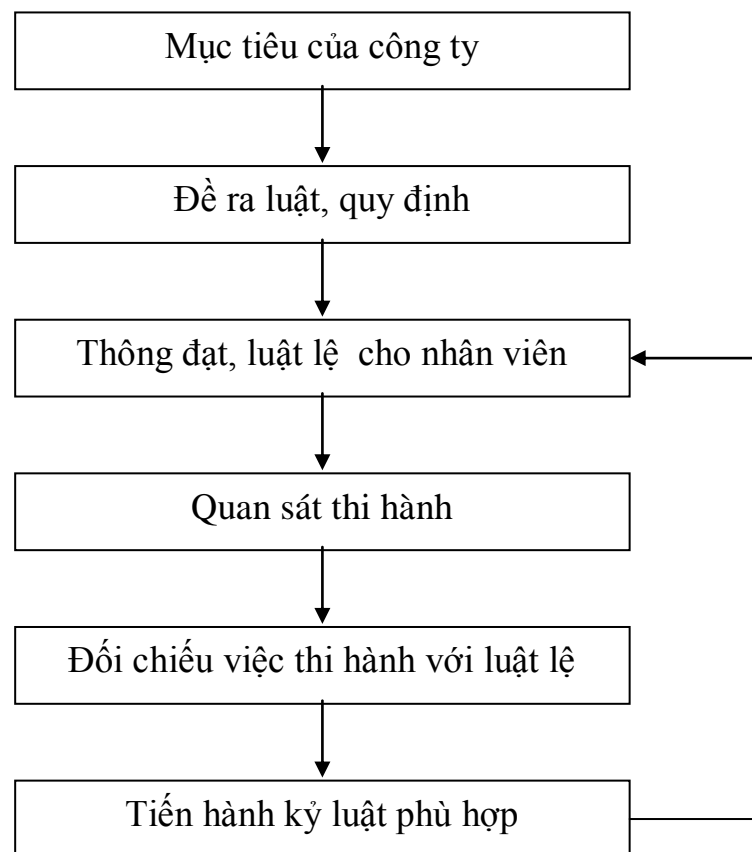 Mục tiêu của công ty
Đề ra luật, quy định
Thông đạt, luật lệ cho nhân viên
Quan sát thi hành
Đối chiếu việc thi hành với luật lệ
Tiến hành kỷ luật phù hợp